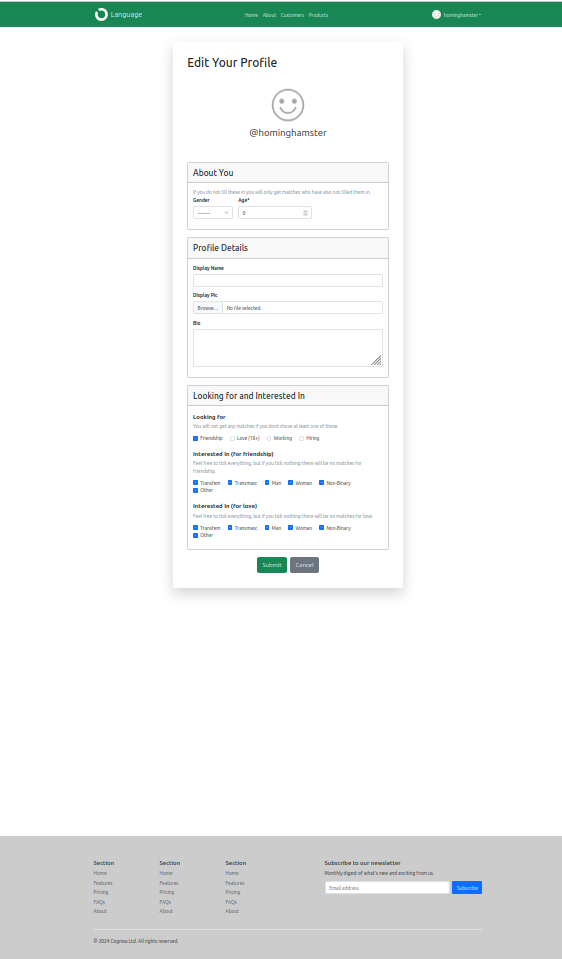 Language
Home About Customers Products
hominghamster
Edit Your Profile
@hominghamster
About You
If you do not fill these in you will only get matches who have also not filled them in.
Gender Age*
--------- 0
Profile Details
Display Name
Display Pic
Browse... No file selected.
Bio
Looking for and Interested In
Looking for
You will not get any matches if you dont chose at least one of these.
Friendship Love (18+) Working Hiring
Interested In (for friendship)
Feel free to tick everything, but if you tick nothing there will be no matches for
friendship.
Transfem Transmasc Man Woman Non-Binary
Other
Interested In (for love)
Feel free to tick everything, but if you tick nothing there will be no matches for love.
Transfem Transmasc Man Women Non-Binary
Other
Submit Cancel
Section Section Section Subscribe to our newsletter
Home Home Home Monthly digest of what's new and exciting from us.
Features Features Features Email address Subscribe
Pricing Pricing Pricing
FAQs FAQs FAQs
About About About
© 2024 Cognisa Ltd. All rights reserved.